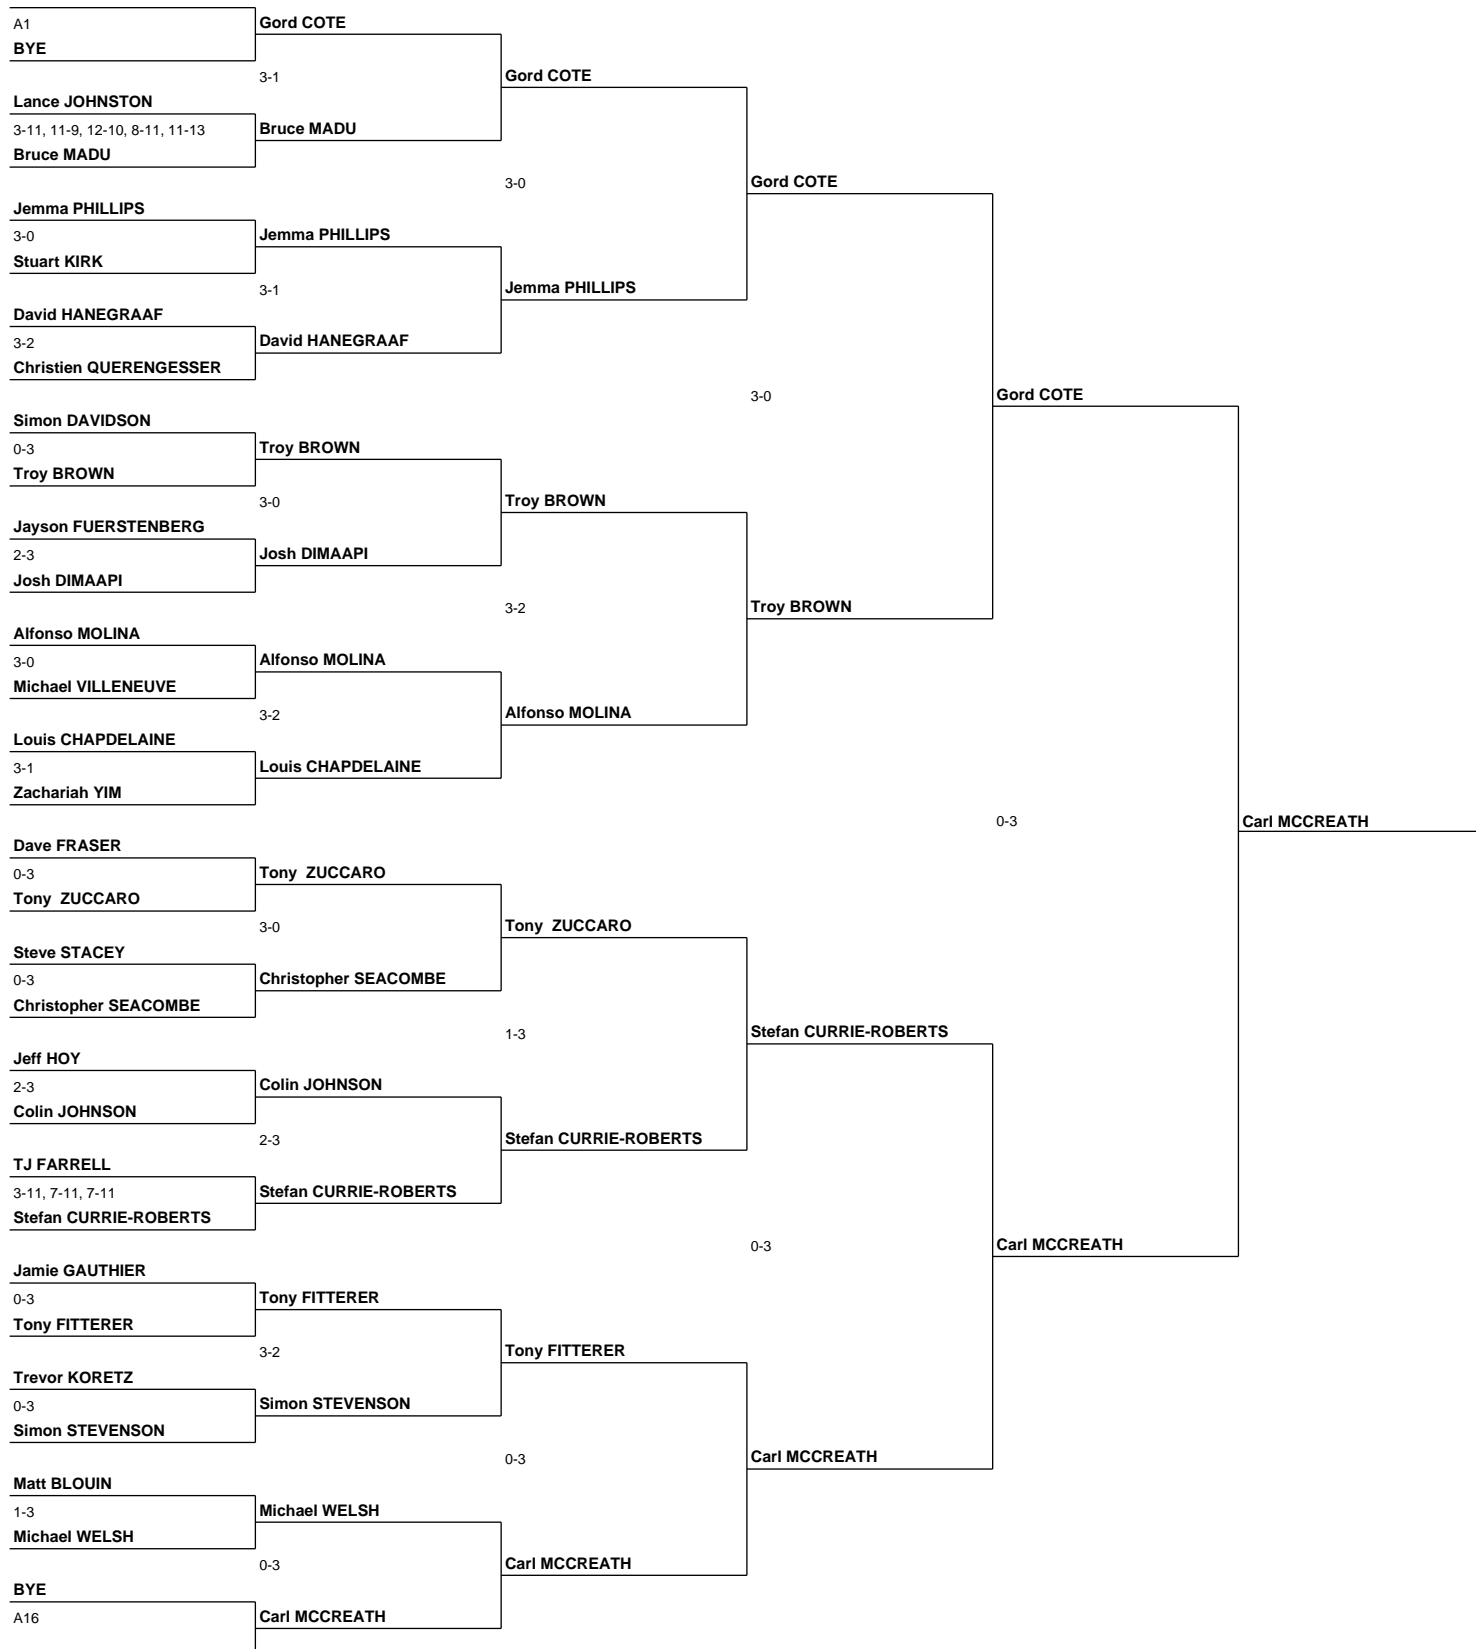 A1
BYE
Lance JOHNSTON
3-11, 11-9, 12-10, 8-11, 11-13
Bruce MADU
Jemma PHILLIPS
3-0
Stuart KIRK
David HANEGRAAF
3-2
Christien QUERENGESSER
Simon DAVIDSON
0-3
Troy BROWN
Jayson FUERSTENBERG
2-3
Josh DIMAAPI
Alfonso MOLINA
3-0
Michael VILLENEUVE
Louis CHAPDELAINE
3-1
Zachariah YIM
Dave FRASER
0-3
Tony  ZUCCARO
Steve STACEY
0-3
Christopher SEACOMBE
Jeff HOY
2-3
Colin JOHNSON
TJ FARRELL
3-11, 7-11, 7-11
Stefan CURRIE-ROBERTS
Jamie GAUTHIER
0-3
Tony FITTERER
Trevor KORETZ
0-3
Simon STEVENSON
Matt BLOUIN
1-3
Michael WELSH
BYE
A16
Gord COTE
3-1
Bruce MADU
Jemma PHILLIPS
3-1
David HANEGRAAF
Troy BROWN
3-0
Josh DIMAAPI
Alfonso MOLINA
3-2
Louis CHAPDELAINE
Tony  ZUCCARO
3-0
Christopher SEACOMBE
Colin JOHNSON
2-3
Stefan CURRIE-ROBERTS
Tony FITTERER
3-2
Simon STEVENSON
Michael WELSH
0-3
Carl MCCREATH
Gord COTE
3-0
Jemma PHILLIPS
Troy BROWN
3-2
Alfonso MOLINA
Tony  ZUCCARO
1-3
Stefan CURRIE-ROBERTS
Tony FITTERER
0-3
Carl MCCREATH
Gord COTE
3-0
Troy BROWN
Stefan CURRIE-ROBERTS
0-3
Carl MCCREATH
Gord COTE
0-3
Carl MCCREATH
Carl MCCREATH